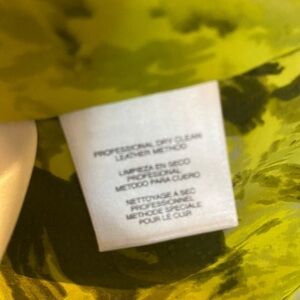 PROFESSIONAL DRY CLEAN
LEATHER METHOD
LIMPIEZA EN SECO
PROFESIONAL
METODO PARA CUERO
NETTOYAGE A SEC
PROFESSIONNEL
METHODE SPECIALE
POUR LE CUIR